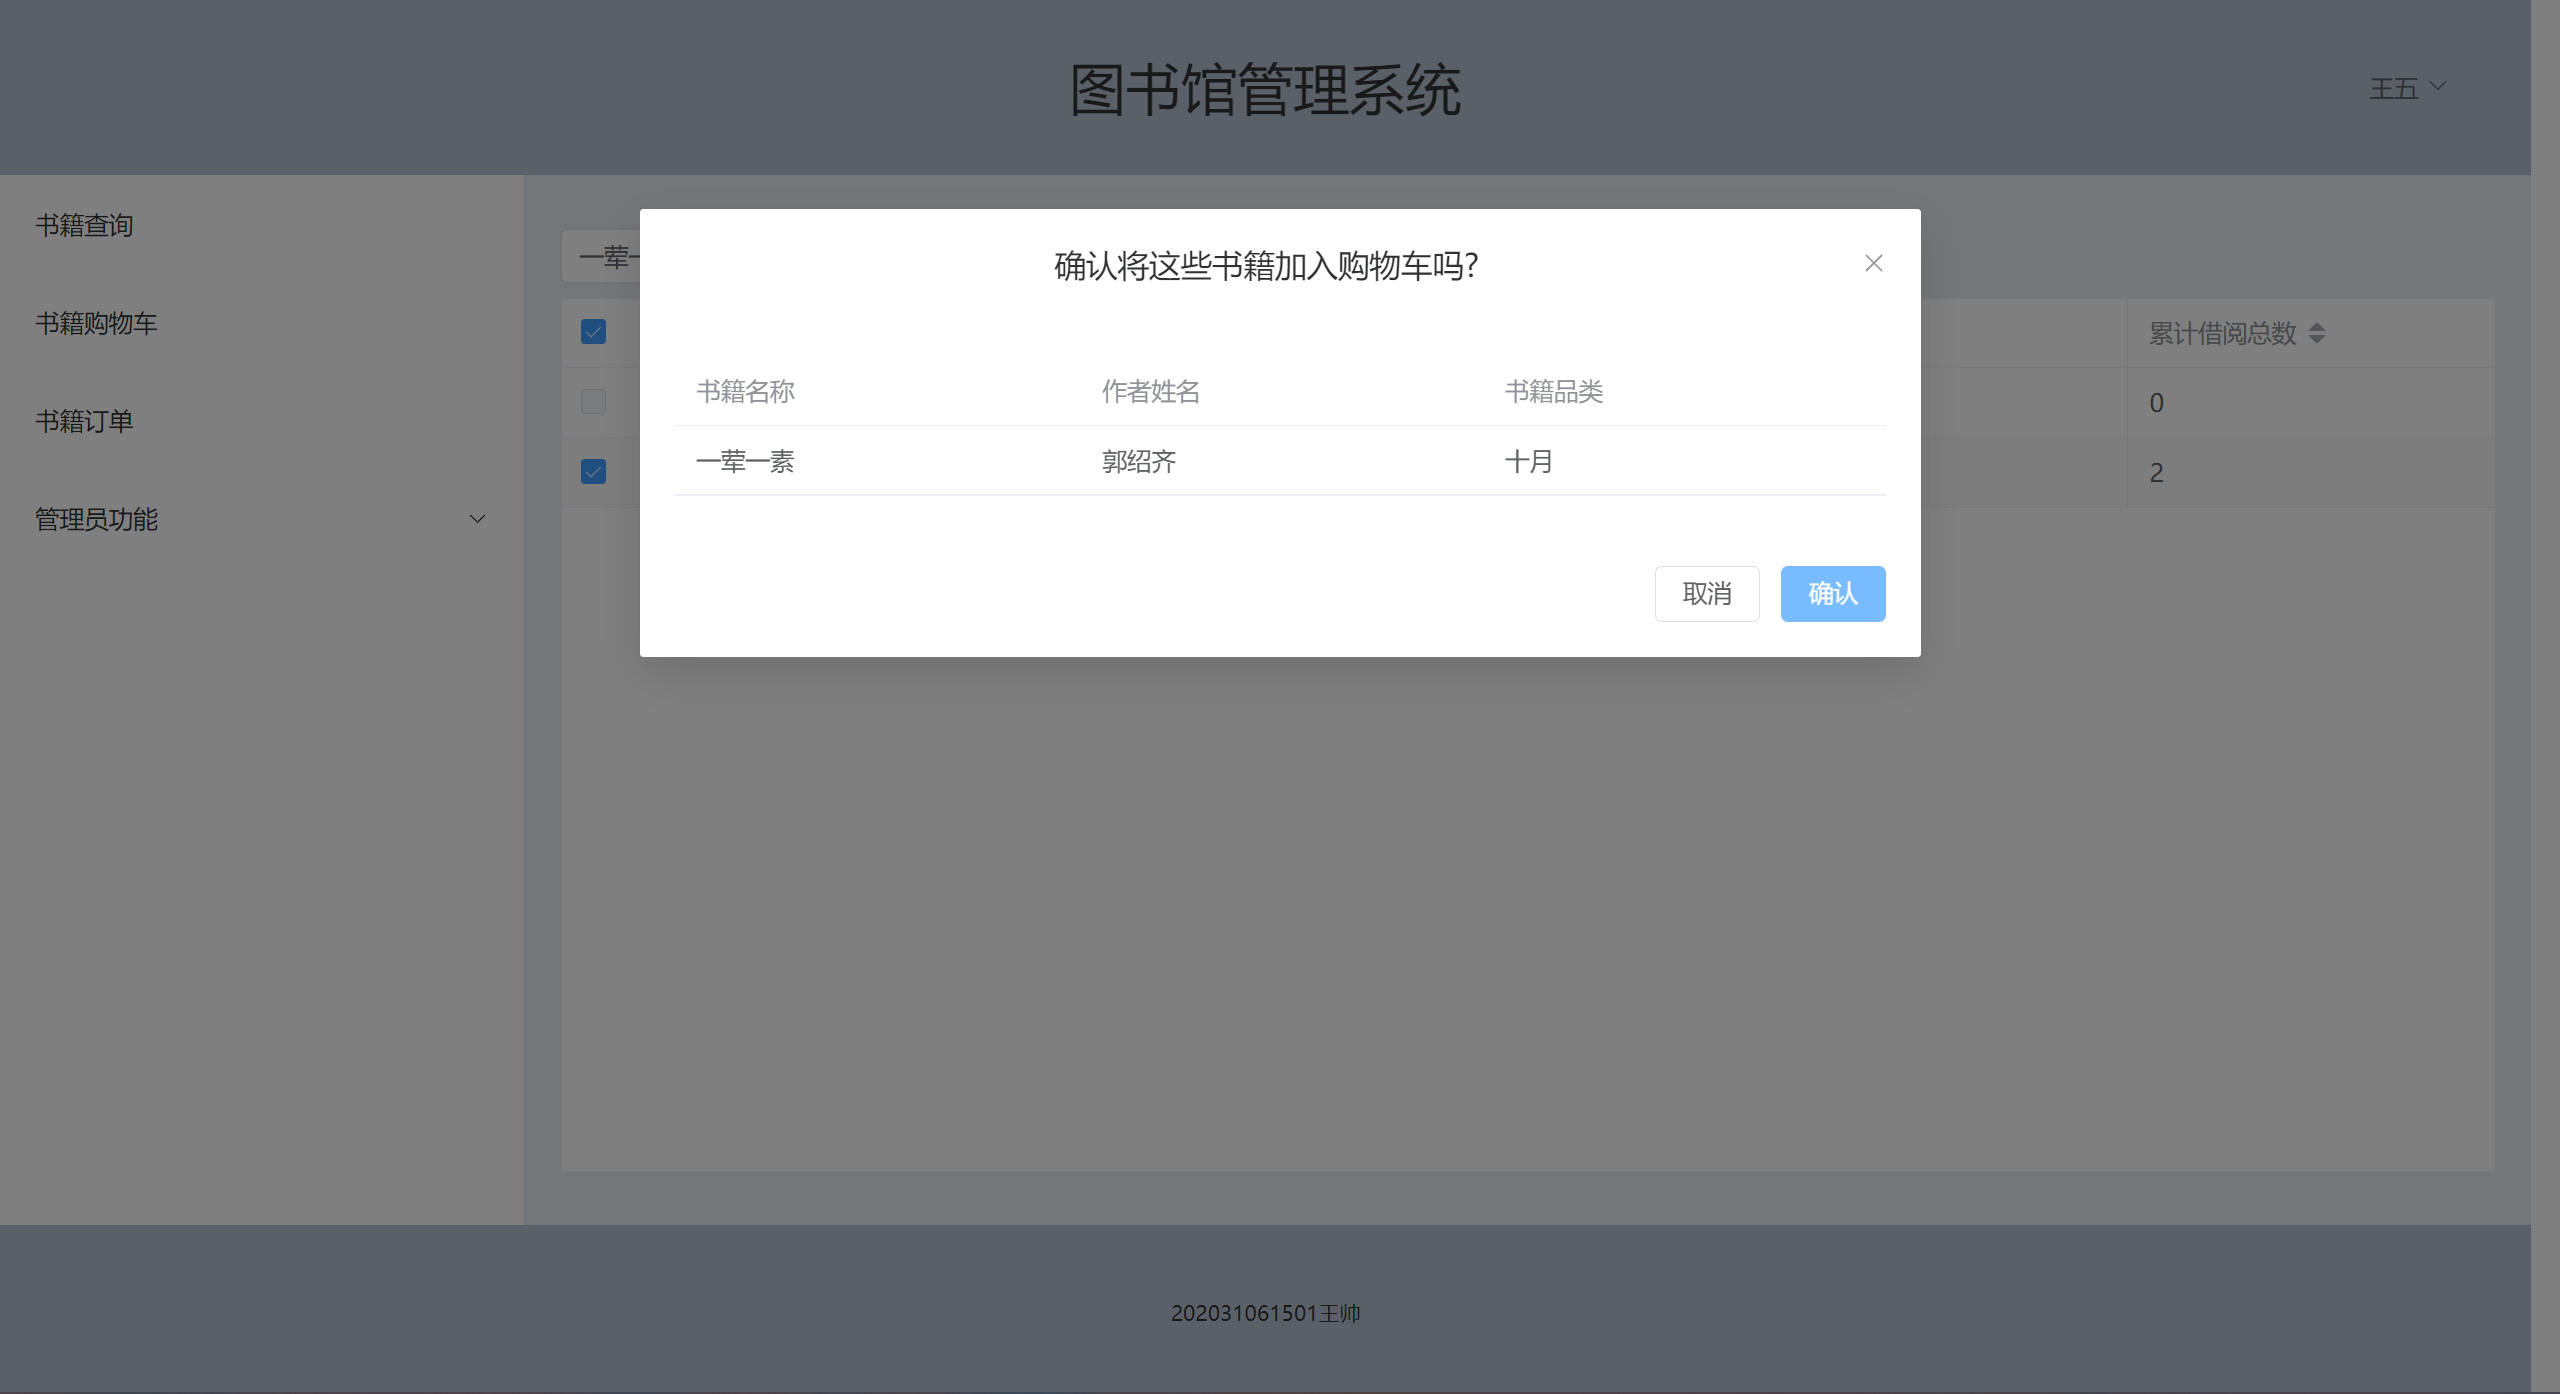 图书馆管理系统
王五
书籍查询
书籍购物车
书籍订单
管理员功能
一荤一
累计借阅总数
0
2
确认将这些书籍加入购物车吗?
书籍名称 作者姓名 书籍品类
一荤一素 郭绍齐 十月
取消 确认
202031061501王帅